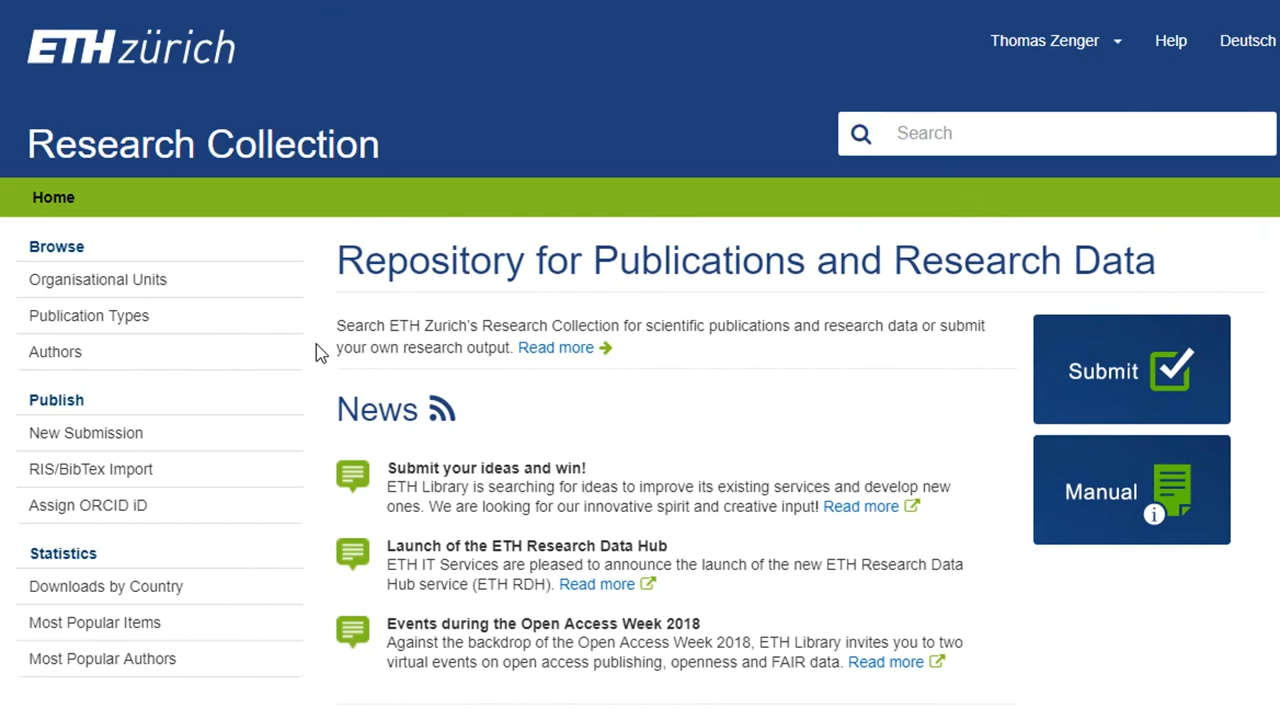 ETH zürich
Thomas Zenger
Help
Deutsch
Research Collection
Search
Home
Browse
Organisational Units
Publication Types
Authors
Publish
New Submission
RIS/BibTex Import
Assign ORCID iD
Statistics
Downloads by Country
Most Popular Items
Most Popular Authors
Repository for Publications and Research Data
Search ETH Zurich's Research Collection for scientific publications and research data or submit
your own research output. Read more
News
Submit your ideas and win!
ETH Library is searching for ideas to improve its existing services and develop new
ones. We are looking for our innovative spirit and creative input! Read more
Launch of the ETH Research Data Hub
ETH IT Services are pleased to announce the launch of the new ETH Research Data
Hub service (ETH RDH). Read more
Events during the Open Access Week 2018
Against the backdrop of the Open Access Week 2018, ETH Library invites you to two
virtual events on open access publishing, openness and FAIR data. Read more
Submit
Manual